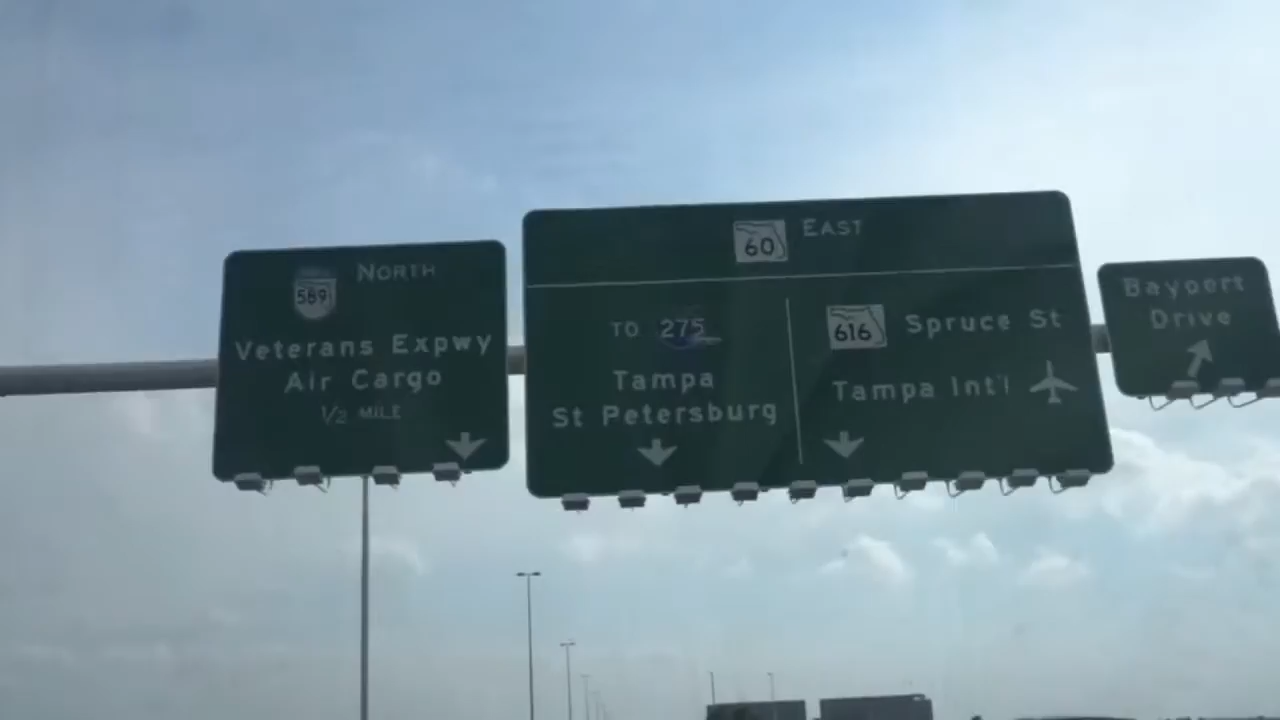 589 NORTH
Veterans Expwy
Air Cargo
1/2 MILE
60 EAST
TO 275
Tampa
St Petersburg
616 Spruce St
Tampa Int'l
Bayport
Drive